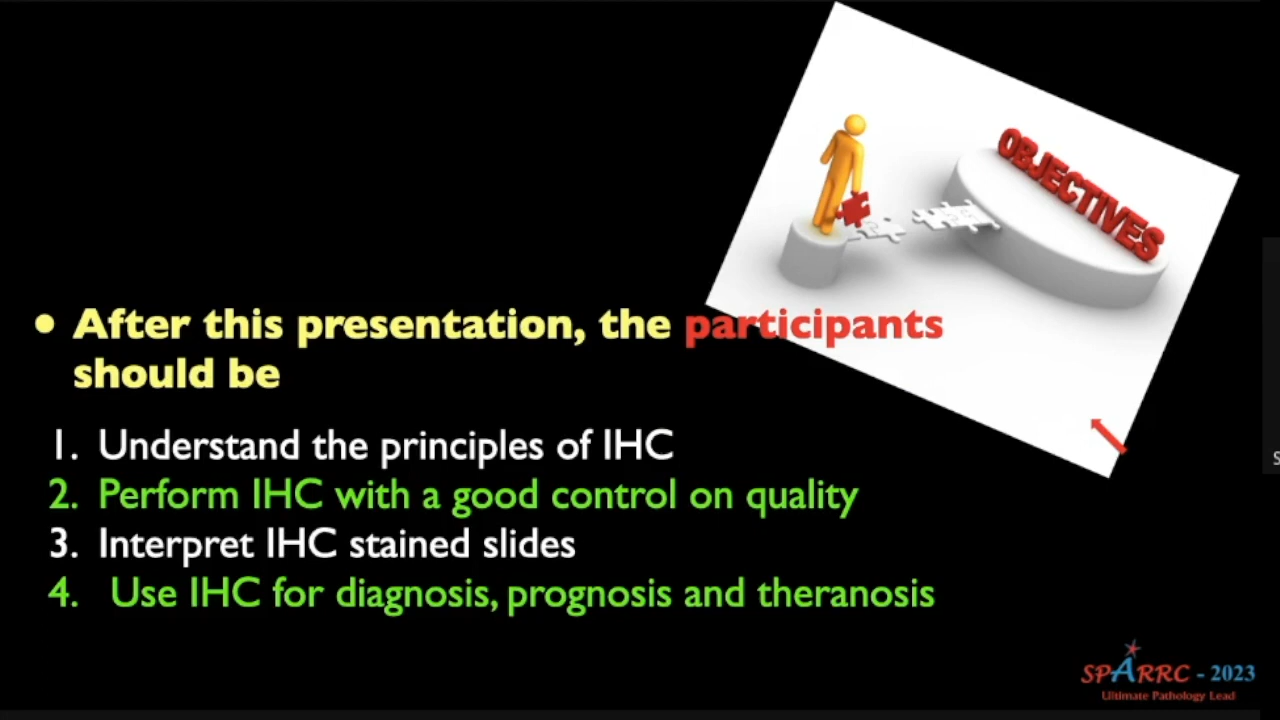 OBJECTIVES
• After this presentation, the participants
should be
1. Understand the principles of IHC
2. Perform IHC with a good control on quality
3. Interpret IHC stained slides
4. Use IHC for diagnosis, prognosis and theranosis
SPARRC - 2023
Ultimate Pathology Lead